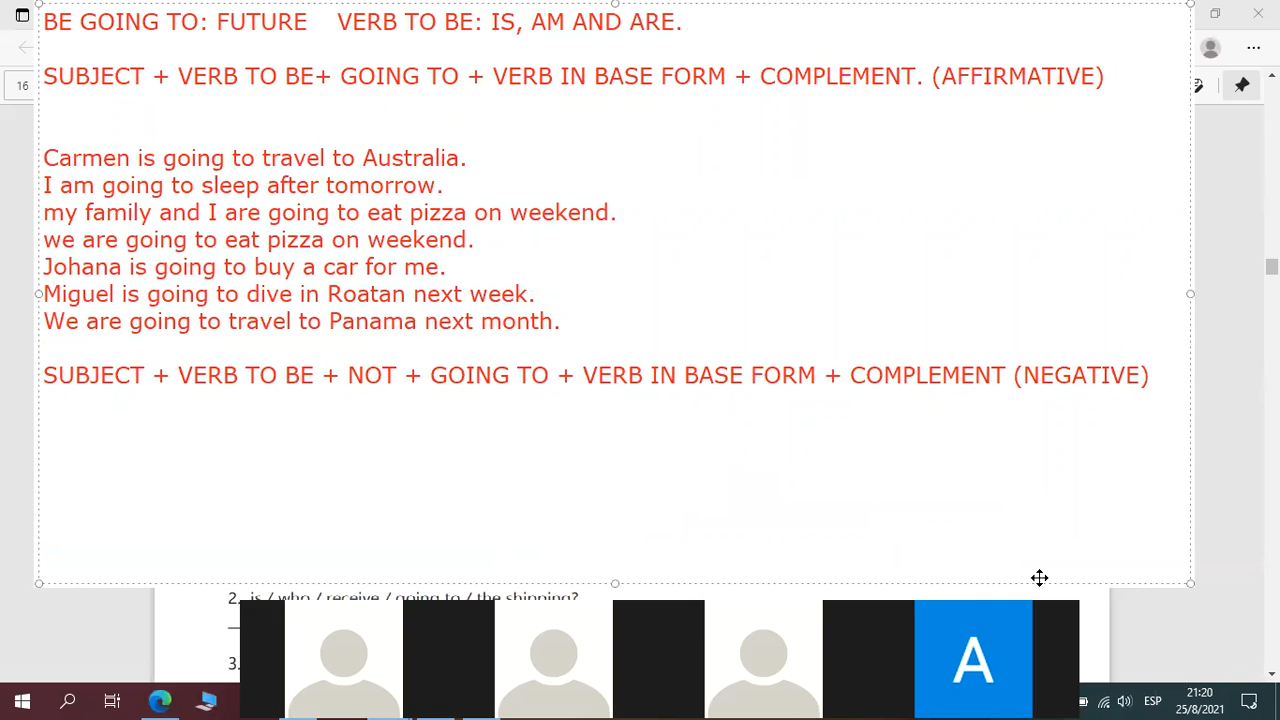 BE GOING TO: FUTURE    VERB TO BE: IS, AM AND ARE.
SUBJECT + VERB TO BE+ GOING TO + VERB IN BASE FORM + COMPLEMENT. (AFFIRMATIVE)
16
Carmen is going to travel to Australia.
I am going to sleep after tomorrow.
my family and I are going to eat pizza on weekend.
we are going to eat pizza on weekend.
Johana is going to buy a car for me.
Miguel is going to dive in Roatan next week.
We are going to travel to Panama next month.
SUBJECT + VERB TO BE + NOT + GOING TO + VERB IN BASE FORM + COMPLEMENT (NEGATIVE)
2. is / who / receive / going to / the shipping?
3.
A
ESP
21:20
25/8/2021